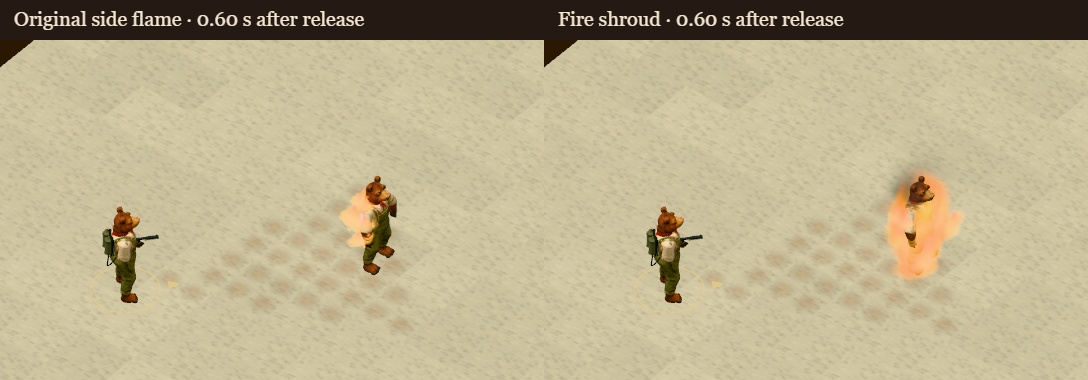 Original side flame · 0.60 s after release
Fire shroud · 0.60 s after release